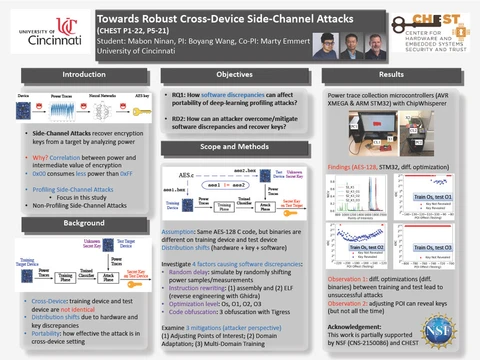 Towards Robust Cross-Device Side-Channel Attacks
(CHEST P1-22, P5-21)
Student: Mabon Ninan, PI: Boyang Wang, Co-PI: Marty Emmert
University of Cincinnati
UNIVERSITY OF
Cincinnati
CHEST
CENTER FOR
HARDWARE AND
EMBEDDED SYSTEMS
SECURITY AND TRUST
Introduction
Device
Power Traces
Neural Networks
AES key
Side-Channel Attacks recover encryption
keys from a target by analyzing power
Why? Correlation between power and
intermediate value of encryption
0x00 consumes less power than 0xFF
Profiling Side-Channel Attacks
• Focus in this study
Non-Profiling Side-Channel Attacks
Background
Unknown
Secret Key
Test/Target
Device
Training
Device
Power
Traces
Training
Phase
Trained
Classifier
Attack
Phase
Power
Traces
Secret Key on
Test Device
Cross-Device: training device and test
device are not identical
Distribution shifts due to hardware and
key discrepancies
Portability: how effective the attack is in
cross-device setting
Objectives
RQ1: How software discrepancies can affect
portability of deep-learning profiling attacks?
RQ2: How can an attacker overcome/mitigate
software discrepancies and recover keys?
Scope and Methods
AES.c
asm1.hex
asm2.hex
asm1 != asm2
Assumption: Same AES-128 C code, but binaries are
different on training device and test device
Distribution shifts (hardware + key + software)
Investigate 4 factors causing software discrepancies:
• Random delay: simulate by randomly shifting
power samples/measurements
• Instruction rewriting: (1) assembly and (2) ELF
(reverse engineering with Ghidra)
• Optimization level: Os, O1, O2, O3
• Code obfuscation: 3 obfuscation with Tigress
Examine 3 mitigations (attacker perspective)
(1) Adjusting Points of Interest; (2) Domain
Adaptation; (3) Multi-Domain Training
Results
Power trace collection microcontrollers (AVR
XMEGA & ARM STM32) with ChipWhisperer
Findings (AES-128, STM32, diff. optimization)
Train Os, test O1
Train Os, test O2
Train Os, test O3
Observation 1: diff. optimizations (diff.
binaries) between training and test lead to
unsuccessful attacks
Observation 2: adjusting POI can reveal keys
(but not all the time)
Acknowledgement:
This work is partially supported
by NSF (CNS-2150086) and CHEST
NSF